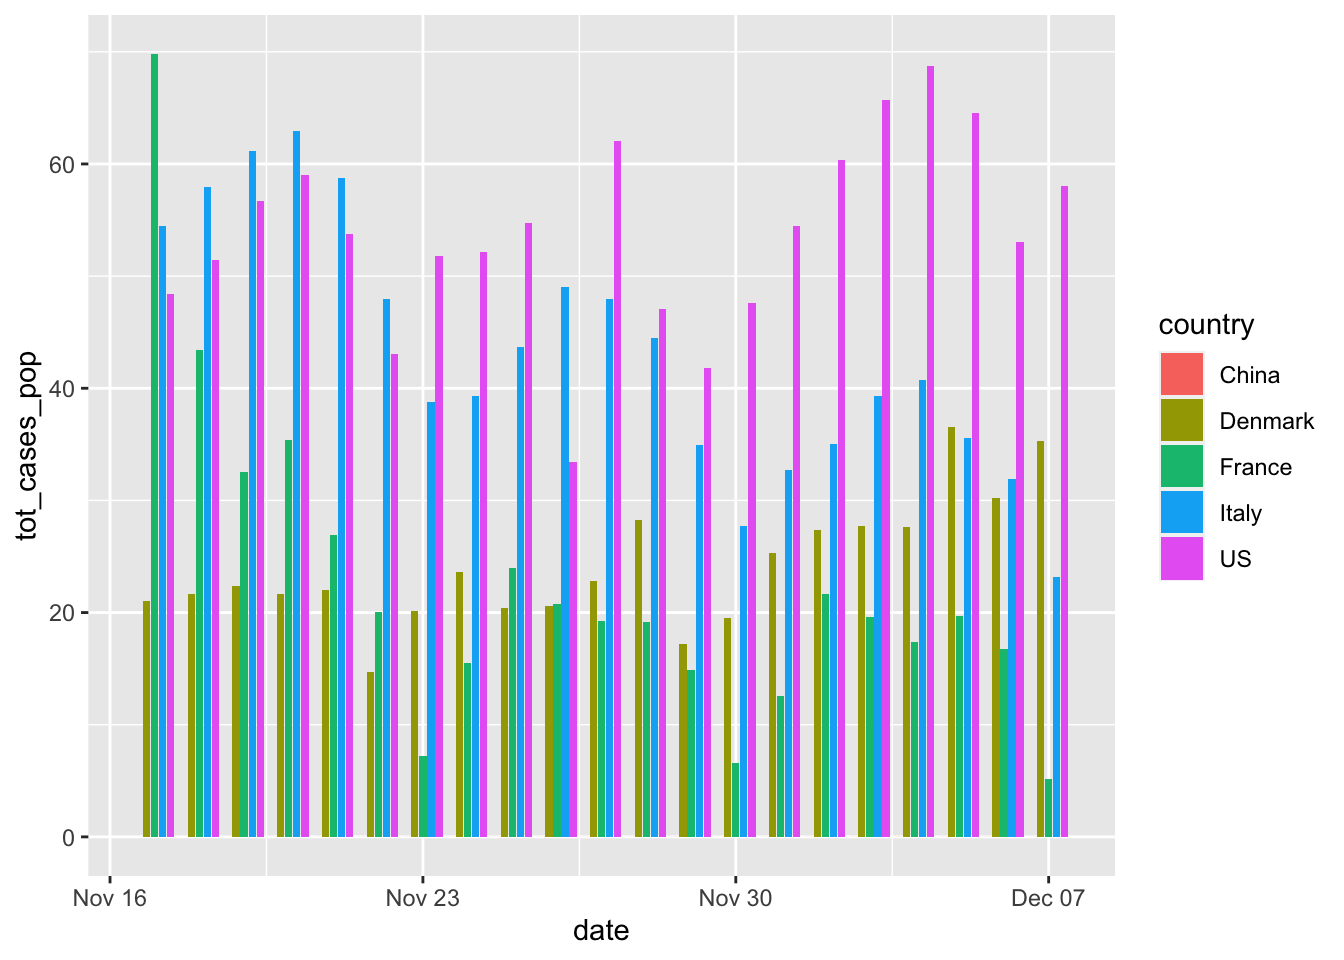 60
40
20
0
tot_cases_pop
Nov 16
Nov 23
Nov 30
Dec 07
date
country
China
Denmark
France
Italy
US